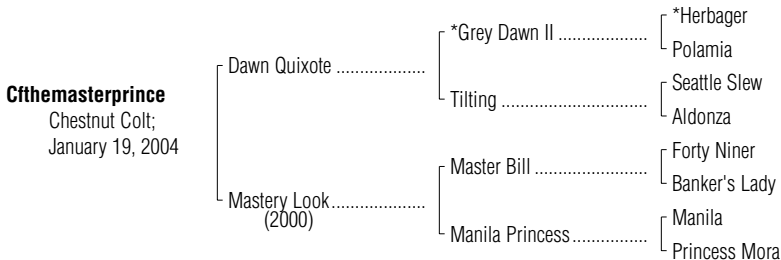 *Herbager
*Grey Dawn II ...................
Polamia
Dawn Quixote ...................
Seattle Slew
Tilting ...............................
Aldonza
Cfthemasterprince
Chestnut Colt;
January 19, 2004
Forty Niner
Master Bill ........................
Banker's Lady
Mastery Look....................
(2000)
Manila
Manila Princess................
Princess Mora